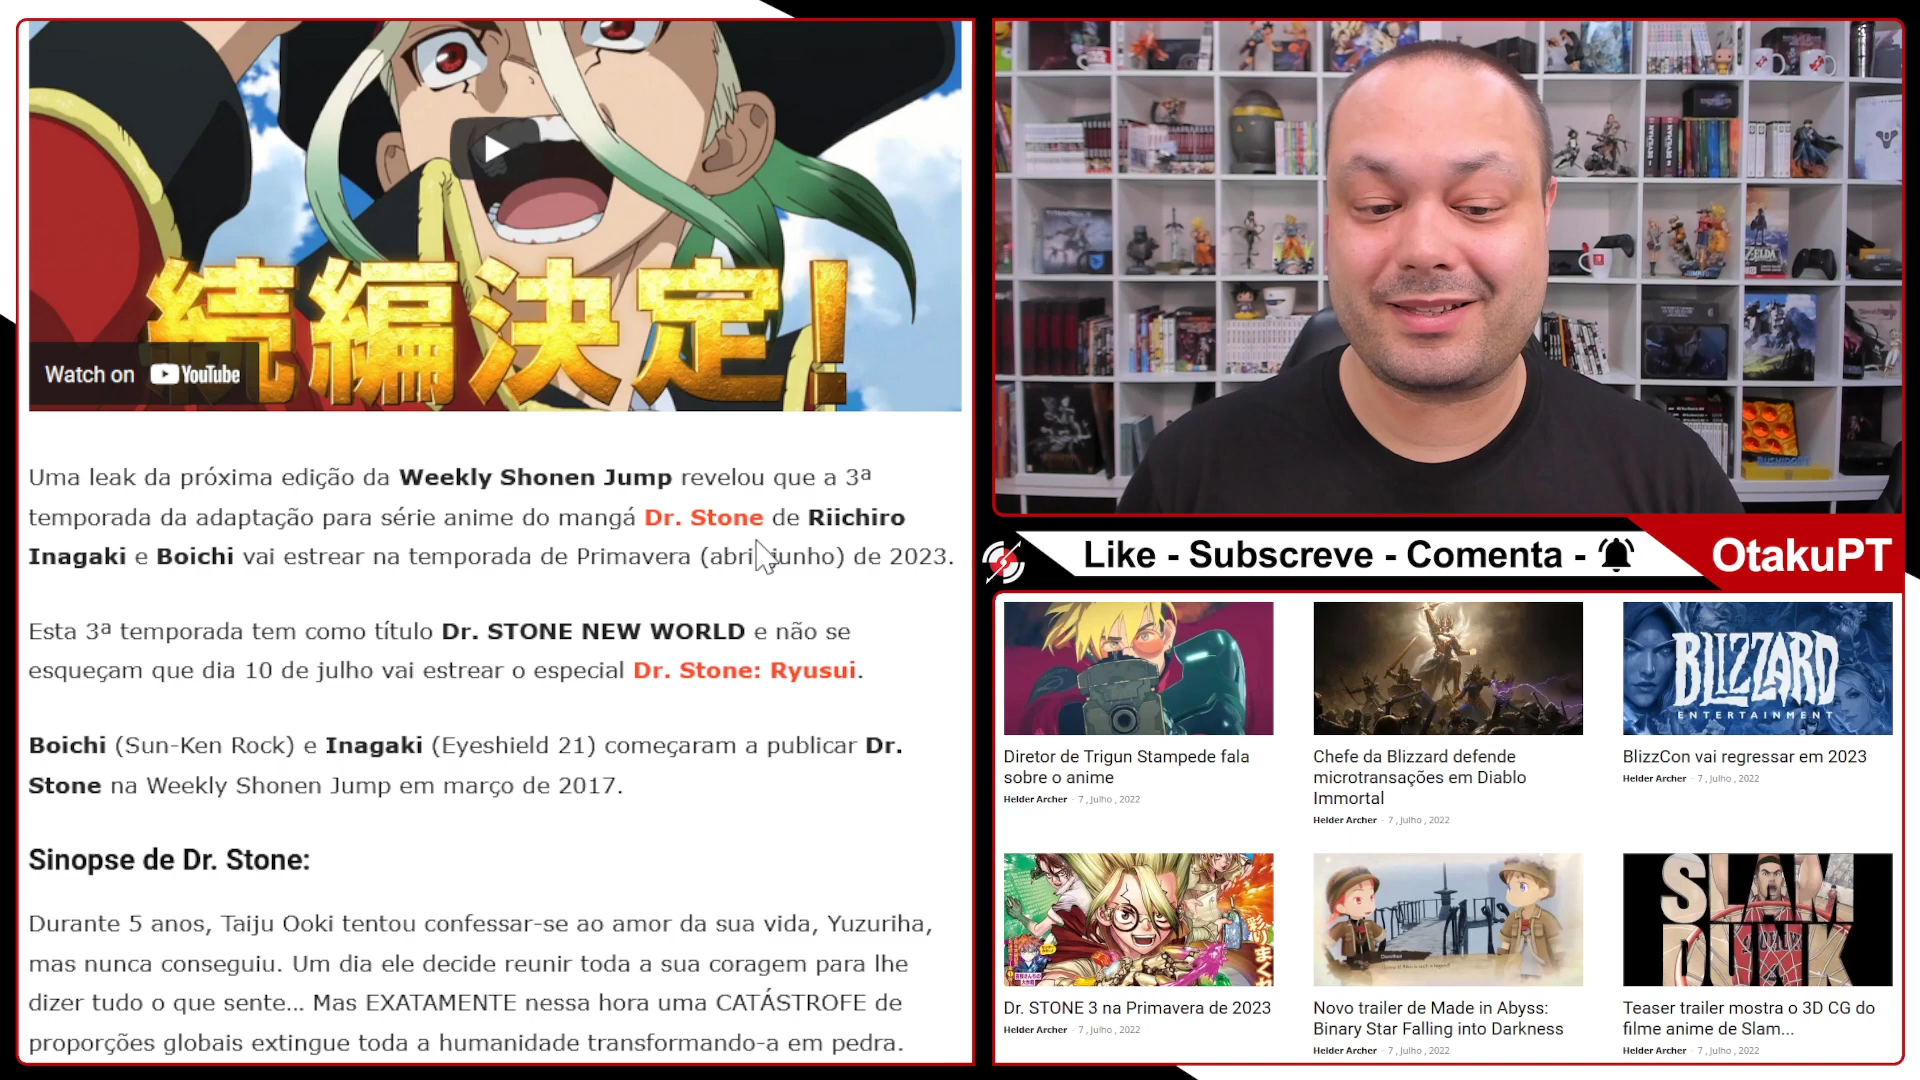 続編決定!
Watch on YouTube
Uma leak da próxima edição da Weekly Shonen Jump revelou que a 3ª
temporada da adaptação para série anime do mangá Dr. Stone de Riichiro
Inagaki e Boichi vai estrear na temporada de Primavera (abril junho) de 2023.
Esta 3ª temporada tem como título Dr. STONE NEW WORLD e não se
esqueçam que dia 10 de julho vai estrear o especial Dr. Stone: Ryusui.
Boichi (Sun-Ken Rock) e Inagaki (Eyeshield 21) começaram a publicar Dr.
Stone na Weekly Shonen Jump em março de 2017.
Sinopse de Dr. Stone:
Durante 5 anos, Taiju Ooki tentou confessar-se ao amor da sua vida, Yuzuriha,
mas nunca conseguiu. Um dia ele decide reunir toda a sua coragem para lhe
dizer tudo o que sente... Mas EXATAMENTE nessa hora uma CATÁSTROFE de
proporções globais extingue toda a humanidade transformando-a em pedra.
DEVILMAN
ZELDA
Like - Subscreve - Comenta -
OtakuPT
BLIZZARD
ENTERTAINMENT
Diretor de Trigun Stampede fala
sobre o anime
Helder Archer - 7 , Julho , 2022
Chefe da Blizzard defende
microtransações em Diablo
Immortal
Helder Archer - 7 , Julho , 2022
BlizzCon vai regressar em 2023
Helder Archer - 7 , Julho , 2022
SLAM
DUNK
Dr. STONE 3 na Primavera de 2023
Helder Archer - 7 , Julho , 2022
Novo trailer de Made in Abyss:
Binary Star Falling into Darkness
Helder Archer - 7 , Julho , 2022
Teaser trailer mostra o 3D CG do
filme anime de Slam...
Helder Archer - 7 , Julho , 2022